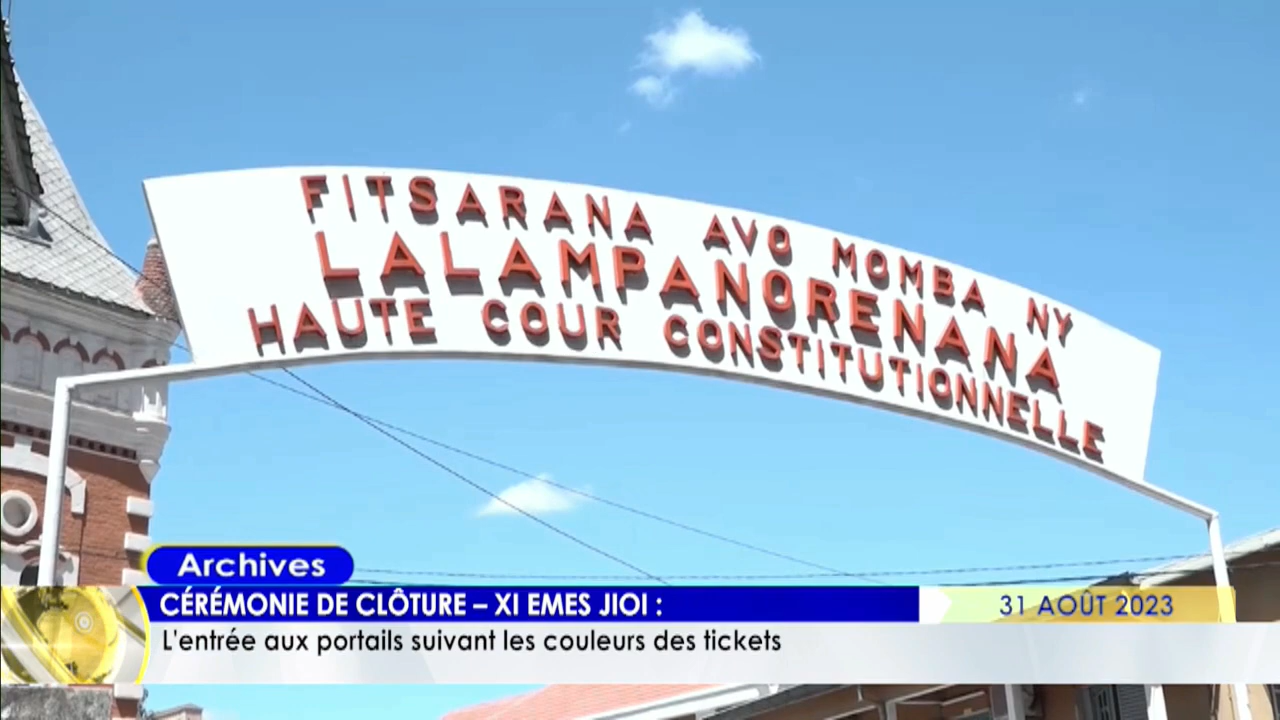 FITSARANA AVO MOMBA NY
LALAMPANORENANA
HAUTE COUR CONSTITUTIONNELLE
Archives
CÉRÉMONIE DE CLÔTURE – XI EMES JIOI :
31 AOÛT 2023
L'entrée aux portails suivant les couleurs des tickets